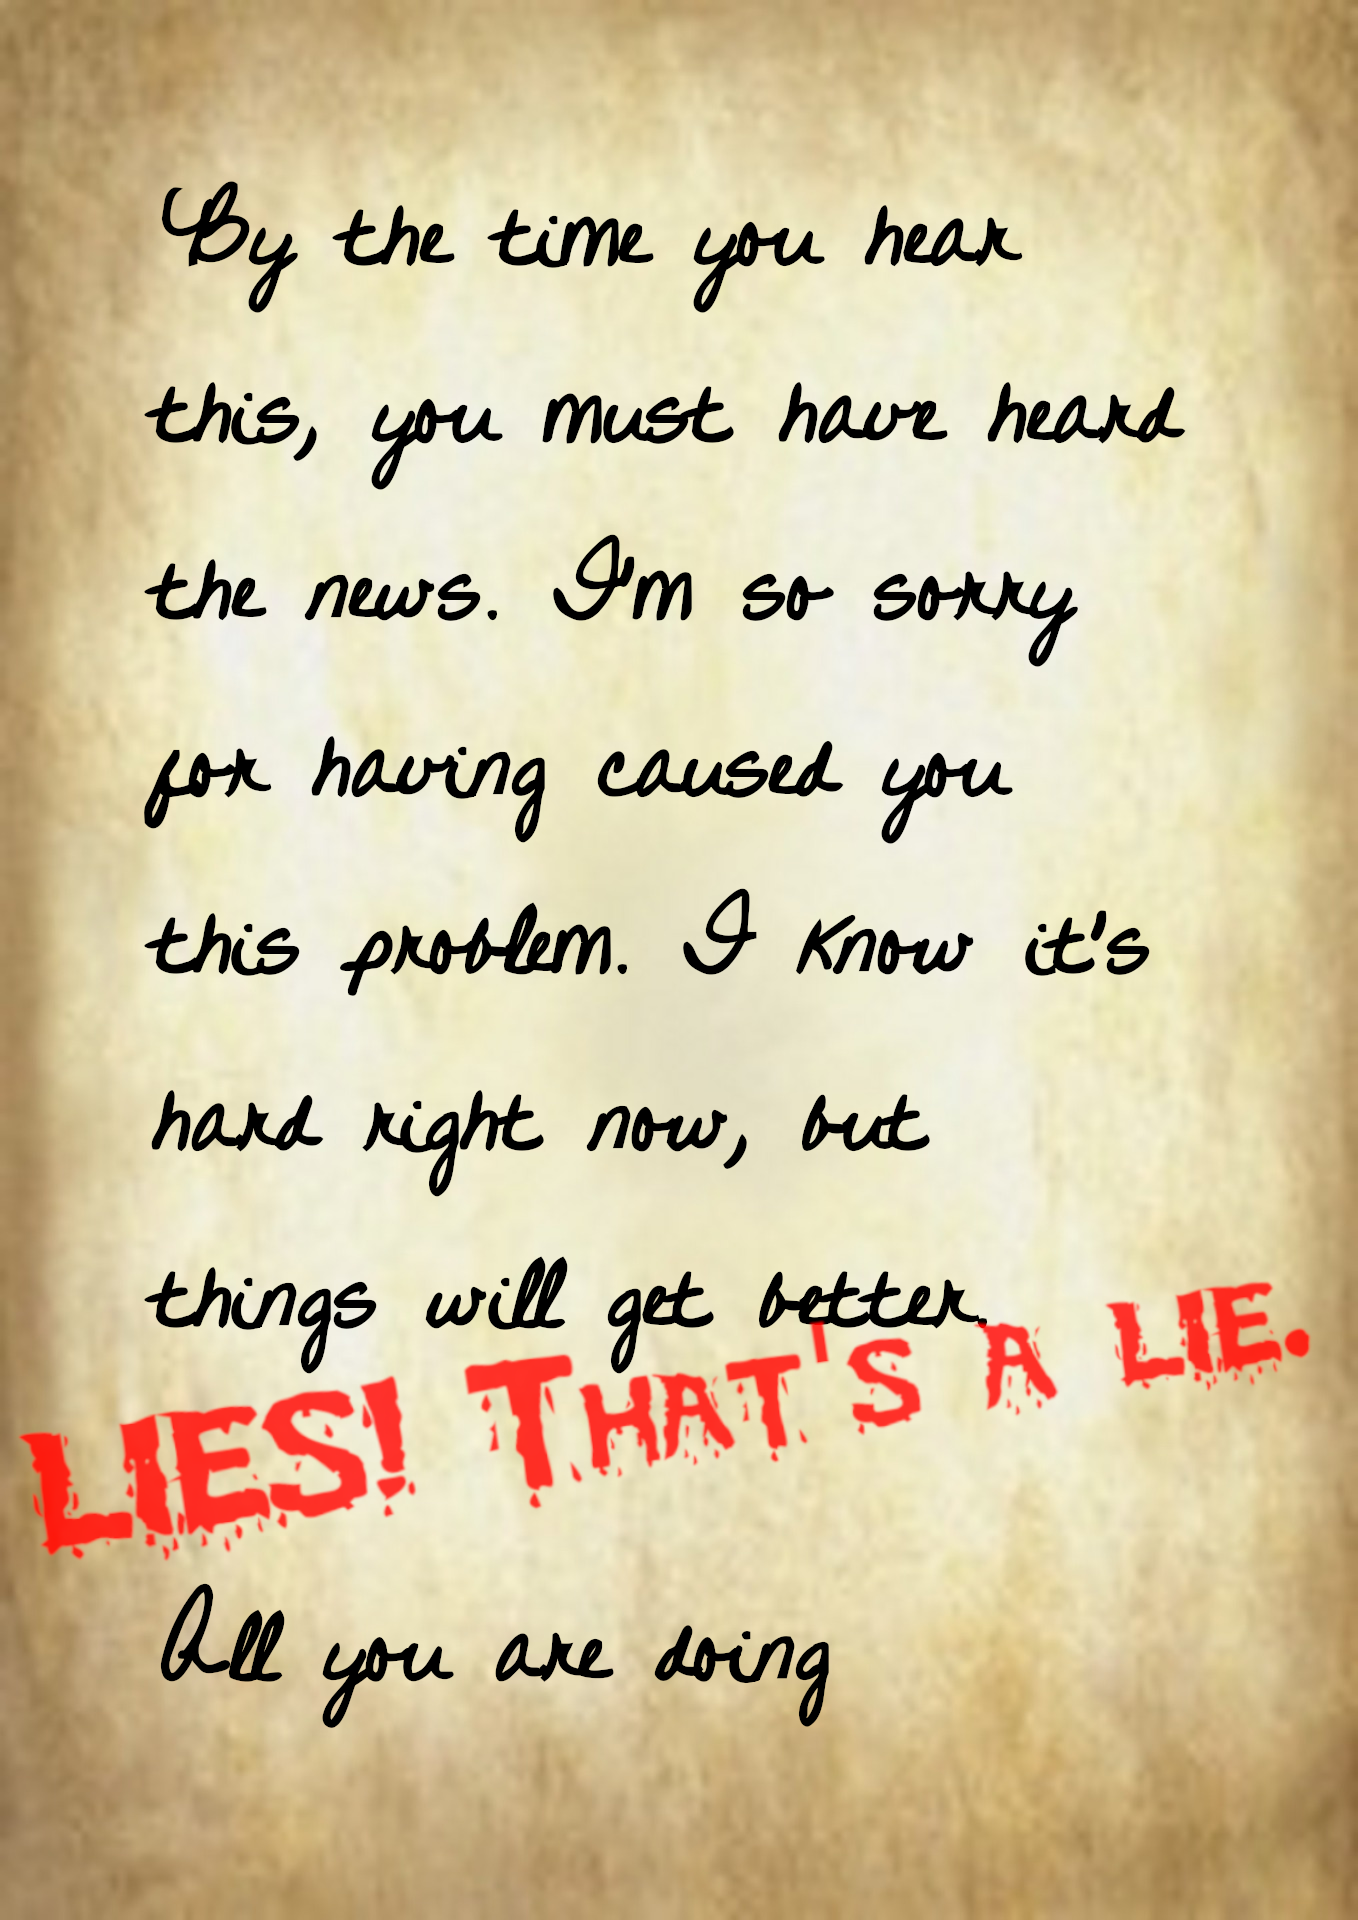 By the time you hear
this, you must have heard
the news. I'm so sorry
for having caused you
this problem. I know it's
hard right now, but
things will get better.
LIES! THAT'S A LIE.
All you are doing